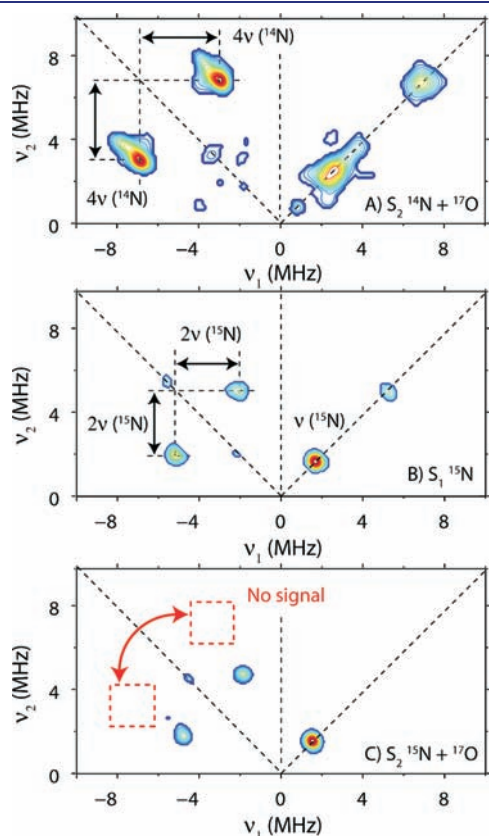 8
4
0
ν₂ (MHz)
4ν (¹⁴N)
4ν (¹⁴N)
A) S₂ ¹⁴N + ¹⁷O
−8 −4 0 4 8
ν₁ (MHz)
8
4
0
ν₂ (MHz)
2ν (¹⁵N)
2ν (¹⁵N)
ν (¹⁵N)
B) S₁ ¹⁵N
−8 −4 0 4 8
ν₁ (MHz)
8
4
0
ν₂ (MHz)
No signal
C) S₂ ¹⁵N + ¹⁷O
−8 −4 0 4 8
ν₁ (MHz)